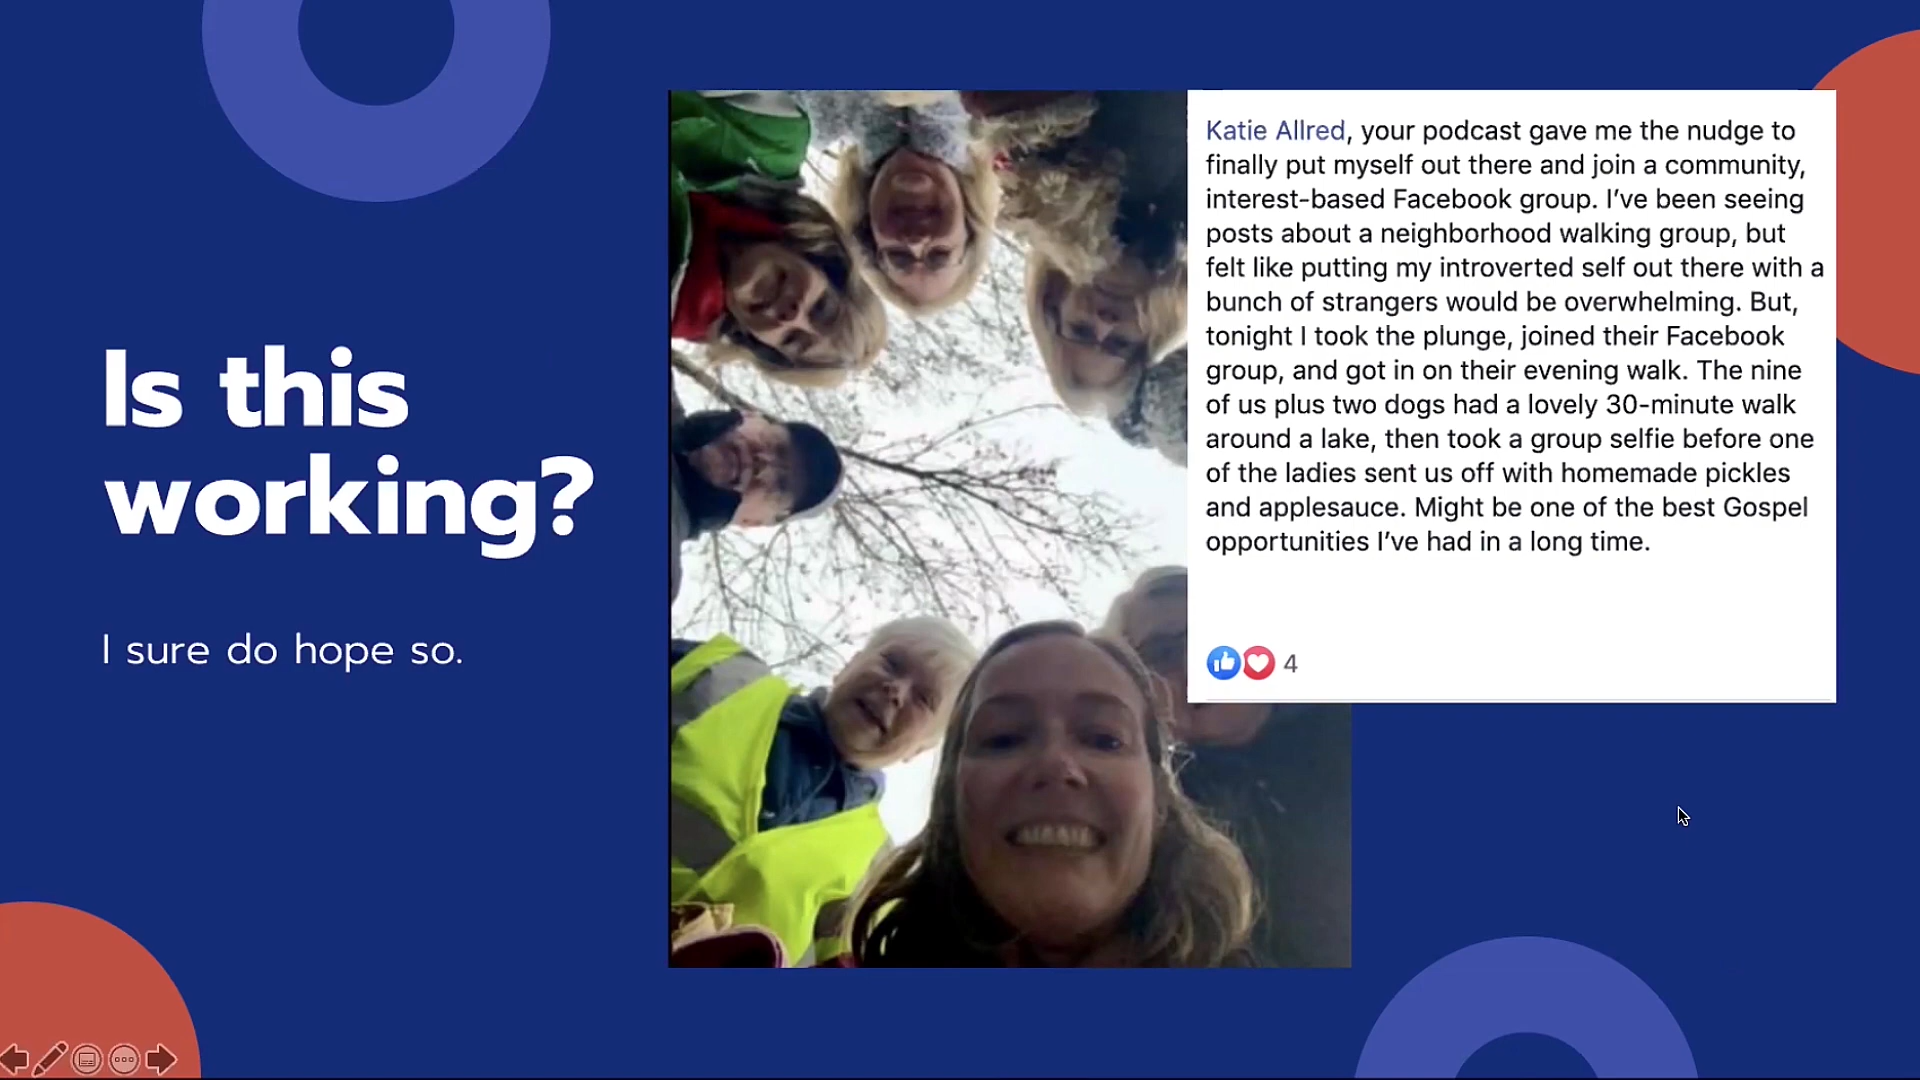 Is this
working?
I sure do hope so.
Katie Allred, your podcast gave me the nudge to
finally put myself out there and join a community,
interest-based Facebook group. I’ve been seeing
posts about a neighborhood walking group, but
felt like putting my introverted self out there with a
bunch of strangers would be overwhelming. But,
tonight I took the plunge, joined their Facebook
group, and got in on their evening walk. The nine
of us plus two dogs had a lovely 30-minute walk
around a lake, then took a group selfie before one
of the ladies sent us off with homemade pickles
and applesauce. Might be one of the best Gospel
opportunities I’ve had in a long time.
4